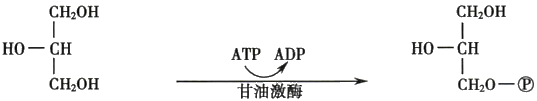 CH₂OH
HO—CH
CH₂OH
ATP ADP
甘油激酶
CH₂OH
HO—CH
CH₂O—Ⓟ